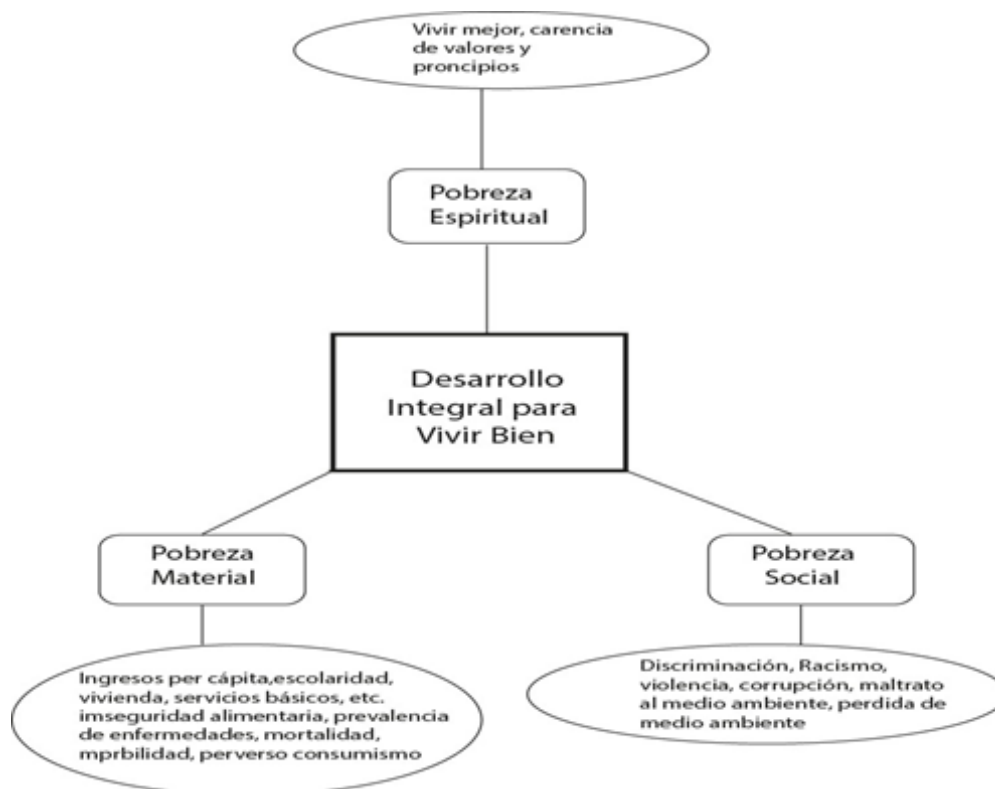 Vivir mejor, carencia
de valores y
proncipios
Pobreza
Espiritual
Desarrollo
Integral para
Vivir Bien
Pobreza
Material
Pobreza
Social
Ingresos per cápita,escolaridad,
vivienda, servicios básicos, etc.
imseguridad alimentaria, prevalencia
de enfermedades, mortalidad,
mprbilidad, perverso consumismo
Discriminación, Racismo,
violencia, corrupción, maltrato
al medio ambiente, perdida de
medio ambiente